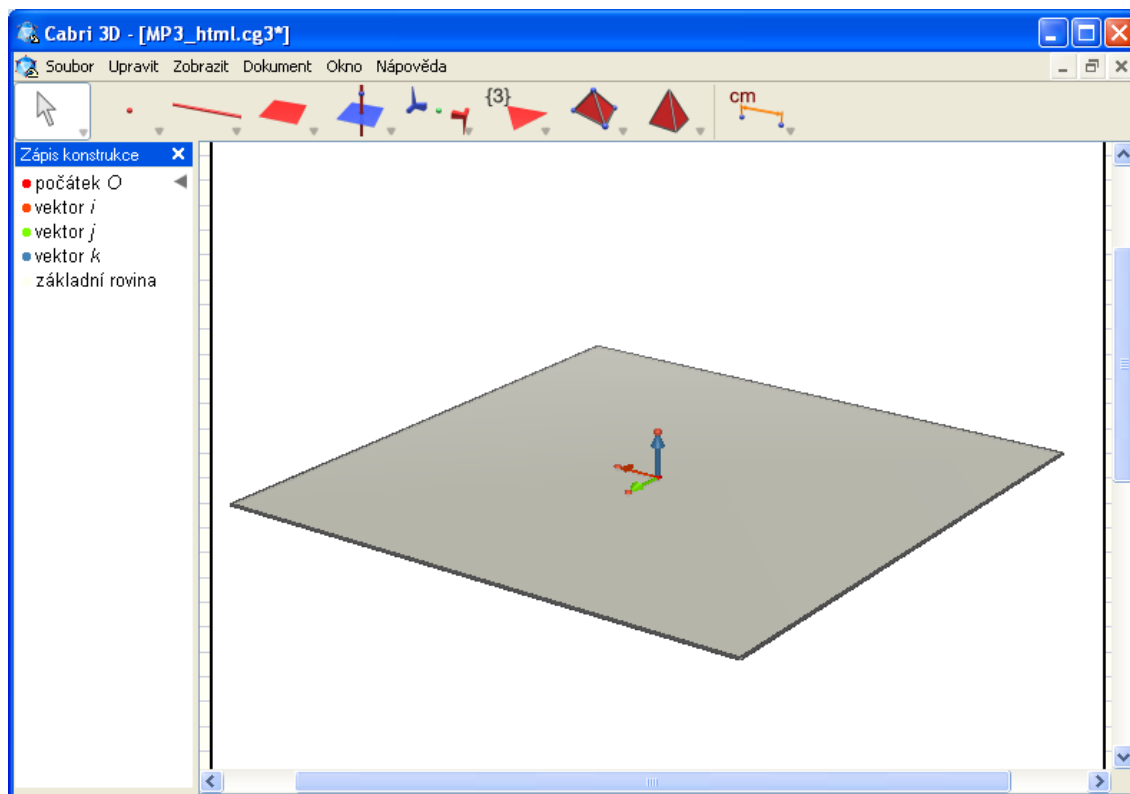 Cabri 3D - [MP3_html.cg3*]
Soubor Upravit Zobrazit Dokument Okno Nápověda
{3}
cm
Zápis konstrukce
počátek O
vektor i
vektor j
vektor k
základní rovina